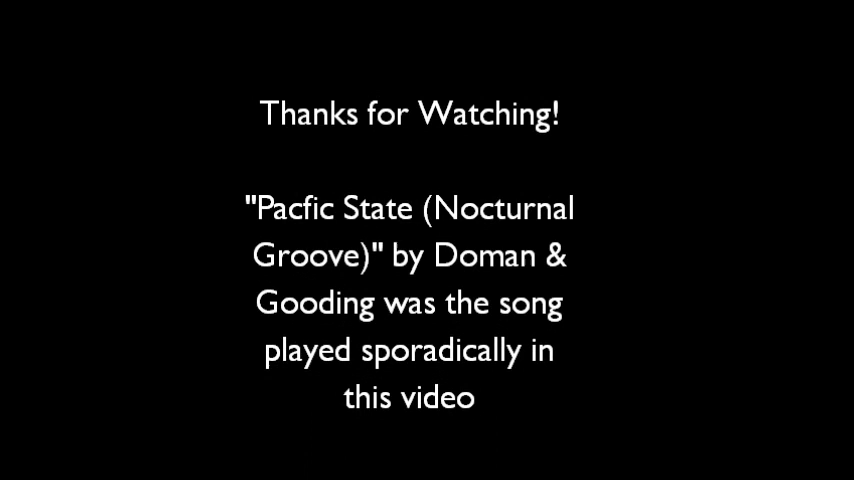 Thanks for Watching!
"Pacfic State (Nocturnal
Groove)" by Doman &
Gooding was the song
played sporadically in
this video